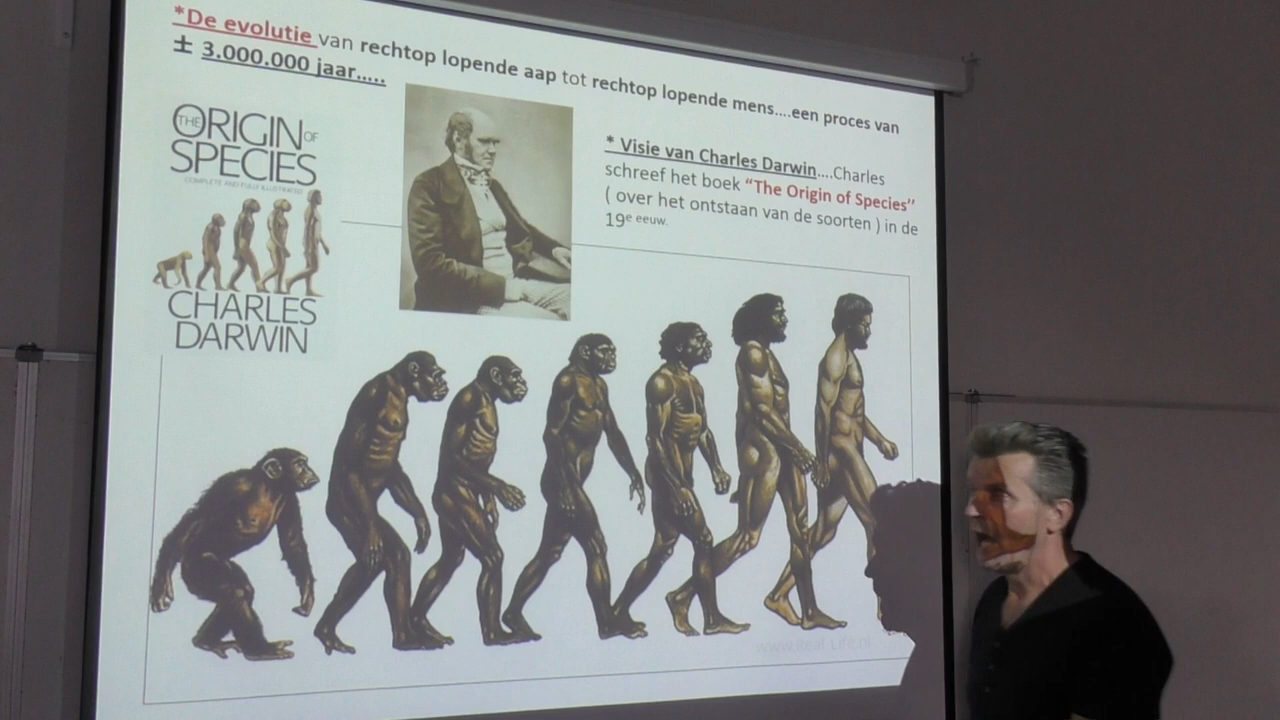 *De evolutie van rechtop lopende aap tot rechtop lopende mens....een proces van
± 3.000.000 jaar.....
THE ORIGIN OF
SPECIES
COMPLETE AND FULLY ILLUSTRATED
CHARLES
DARWIN
* Visie van Charles Darwin....Charles
schreef het boek “The Origin of Species”
( over het ontstaan van de soorten ) in de
19e eeuw.
www.Real-Life.nl